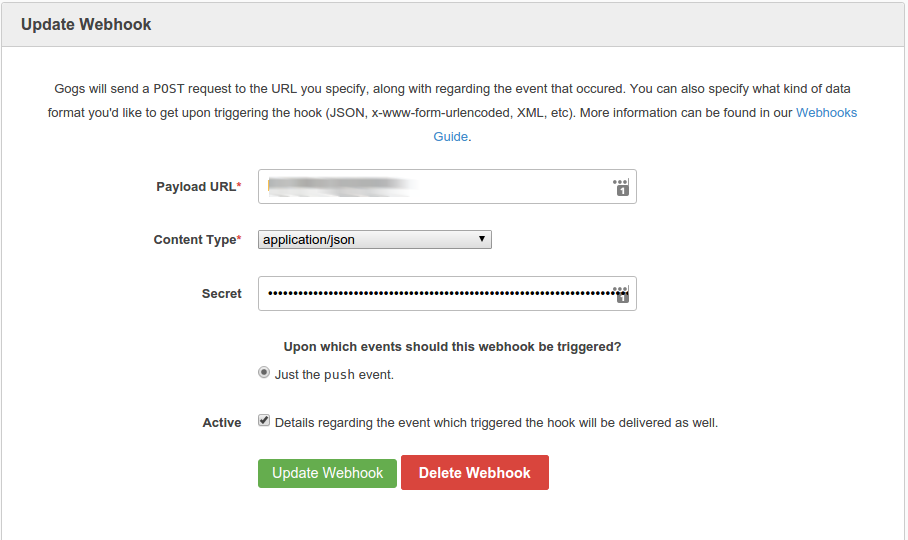 Update Webhook
Gogs will send a POST request to the URL you specify, along with regarding the event that occured. You can also specify what kind of data
format you'd like to get upon triggering the hook (JSON, x-www-form-urlencoded, XML, etc). More information can be found in our Webhooks
Guide.
Payload URL*
1
Content Type* application/json
Secret ••••••••••••••••••••••••••••••••••••••••••••••••••••••••••••••••••••••
1
Upon which events should this webhook be triggered?
Just the push event.
Active Details regarding the event which triggered the hook will be delivered as well.
Update Webhook Delete Webhook